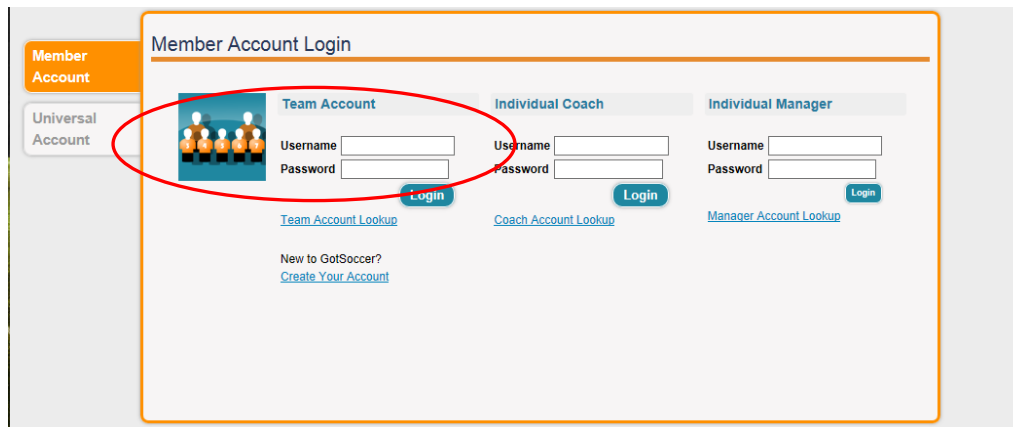 Member
Account
Universal
Account
Member Account Login
Team Account
Username
Password
Login
Team Account Lookup
New to GotSoccer?
Create Your Account
Individual Coach
Username
Password
Login
Coach Account Lookup
Individual Manager
Username
Password
Login
Manager Account Lookup